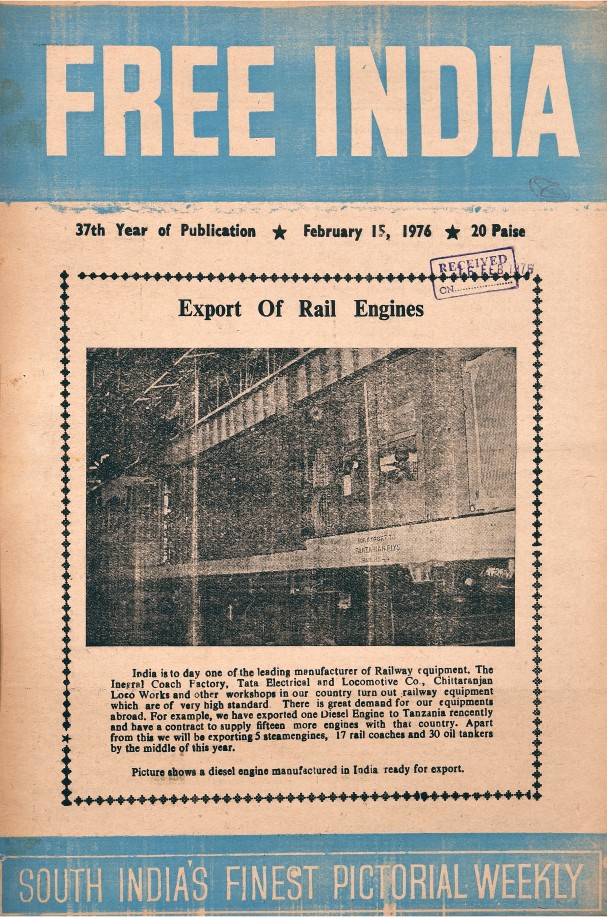 FREE INDIA
37th Year of Publication ★ February 15, 1976 ★ 20 Paise
RECEIVED
FEB 1976
ON
Export Of Rail Engines
India is to day one of the leading manufacturer of Railway equipment. The
Inegral Coach Factory, Tata Electrical and Locomotive Co., Chittaranjan
Loco Works and other workshops in our country turn out railway equipment
which are of very high standard There is great demand for our equipments
abroad. For example, we have exported one Diesel Engine to Tanzania rencently
and have a contract to supply fifteen more engines with that country. Apart
from this we will be exporting 5 steamengines, 17 rail coaches and 30 oil tankers
by the middle of this year.
Picture shows a diesel engine manufactured in India ready for export.
SOUTH INDIA'S FINEST PICTORIAL WEEKLY